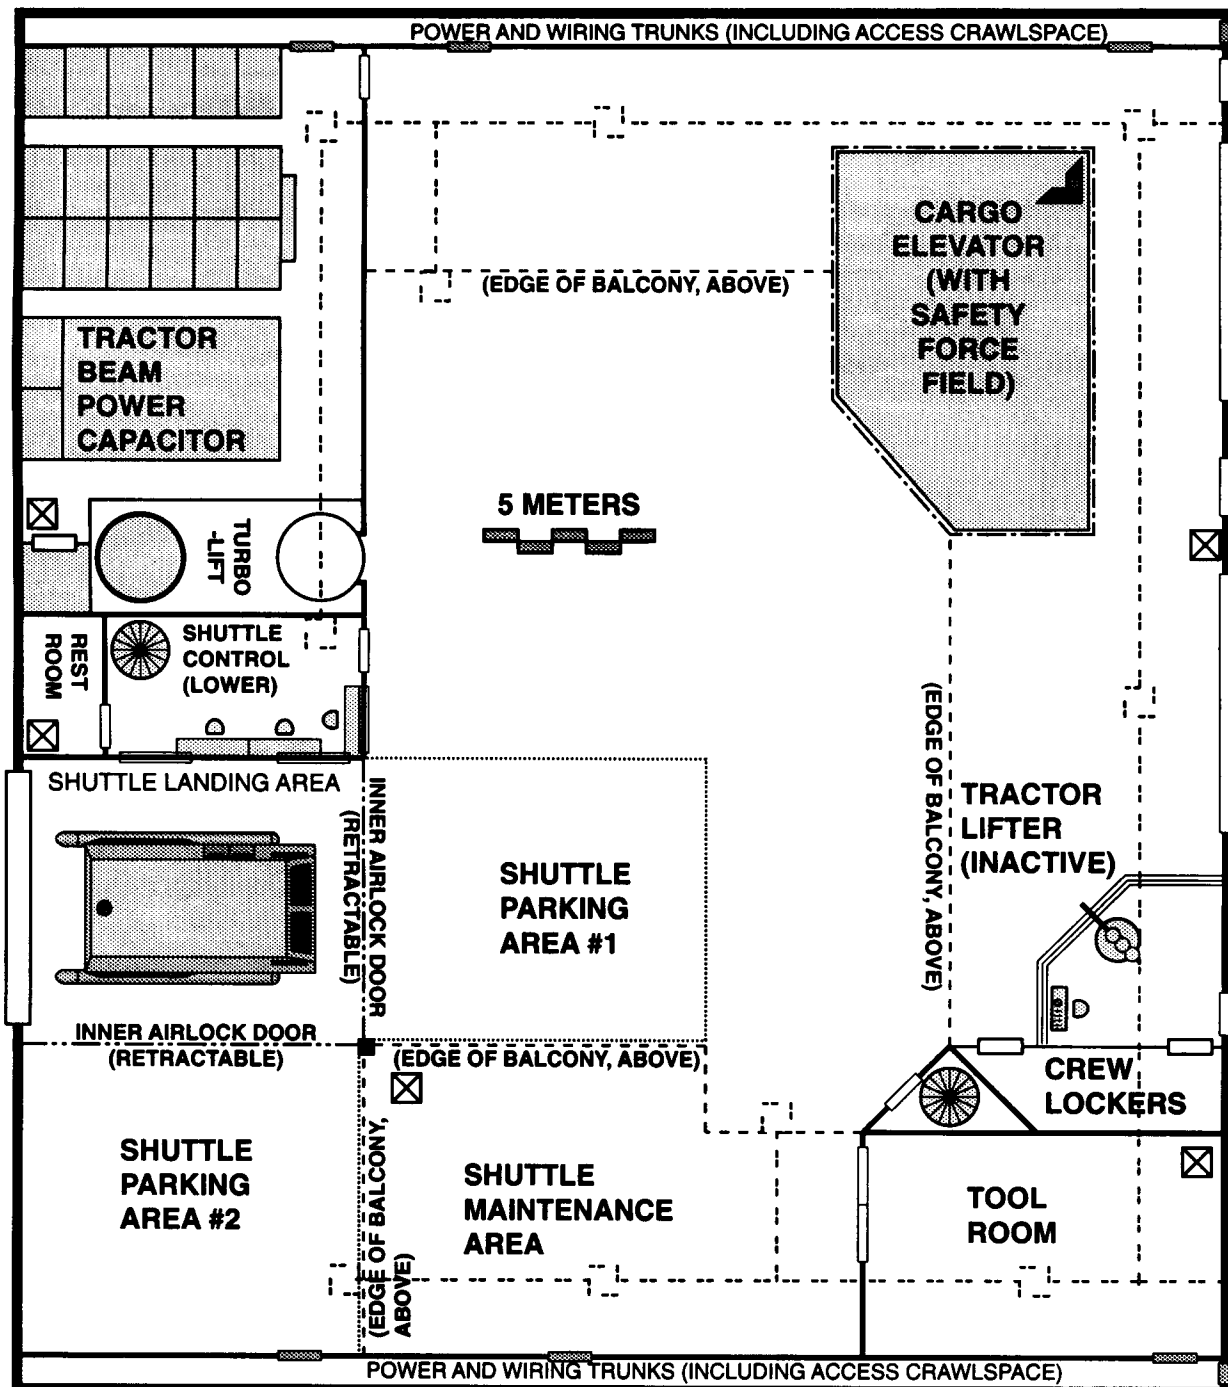 POWER AND WIRING TRUNKS (INCLUDING ACCESS CRAWLSPACE)
CARGO
ELEVATOR
(WITH
SAFETY
FORCE
FIELD)
(EDGE OF BALCONY, ABOVE)
TRACTOR
BEAM
POWER
CAPACITOR
5 METERS
TURBO
-LIFT
REST
ROOM
SHUTTLE
CONTROL
(LOWER)
SHUTTLE LANDING AREA
INNER AIRLOCK DOOR
(RETRACTABLE)
(EDGE OF BALCONY, ABOVE)
TRACTOR
LIFTER
(INACTIVE)
SHUTTLE
PARKING
AREA #1
INNER AIRLOCK DOOR
(RETRACTABLE)
(EDGE OF BALCONY, ABOVE)
CREW
LOCKERS
SHUTTLE
PARKING
AREA #2
(EDGE OF BALCONY,
ABOVE)
SHUTTLE
MAINTENANCE
AREA
TOOL
ROOM
POWER AND WIRING TRUNKS (INCLUDING ACCESS CRAWLSPACE)